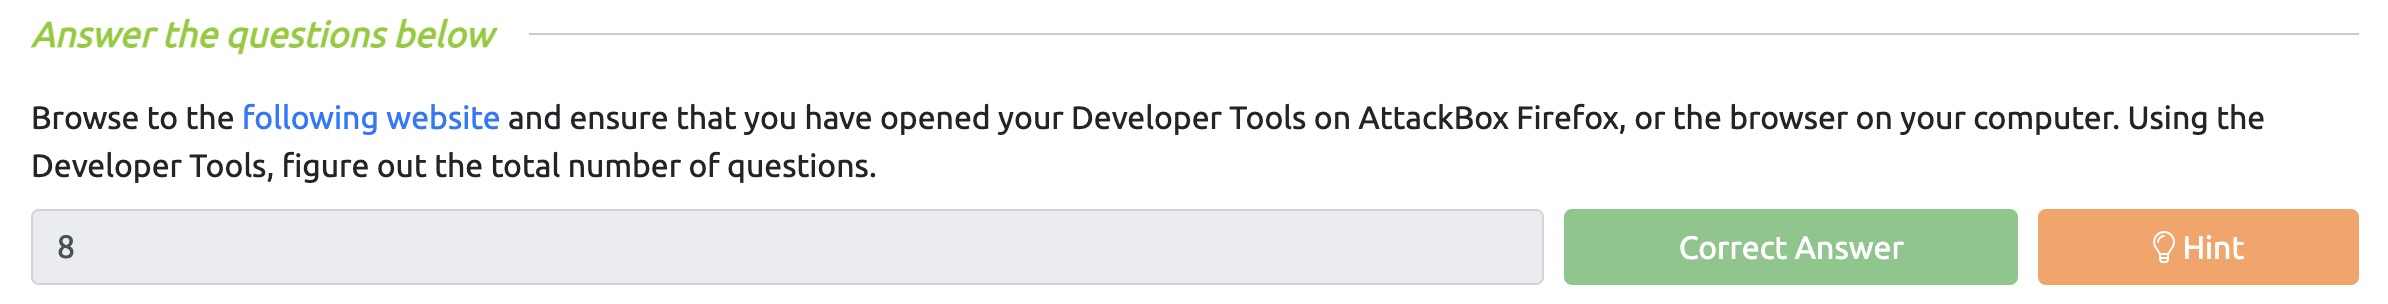 Answer the questions below
Browse to the following website and ensure that you have opened your Developer Tools on AttackBox Firefox, or the browser on your computer. Using the
Developer Tools, figure out the total number of questions.
8
Correct Answer
Hint